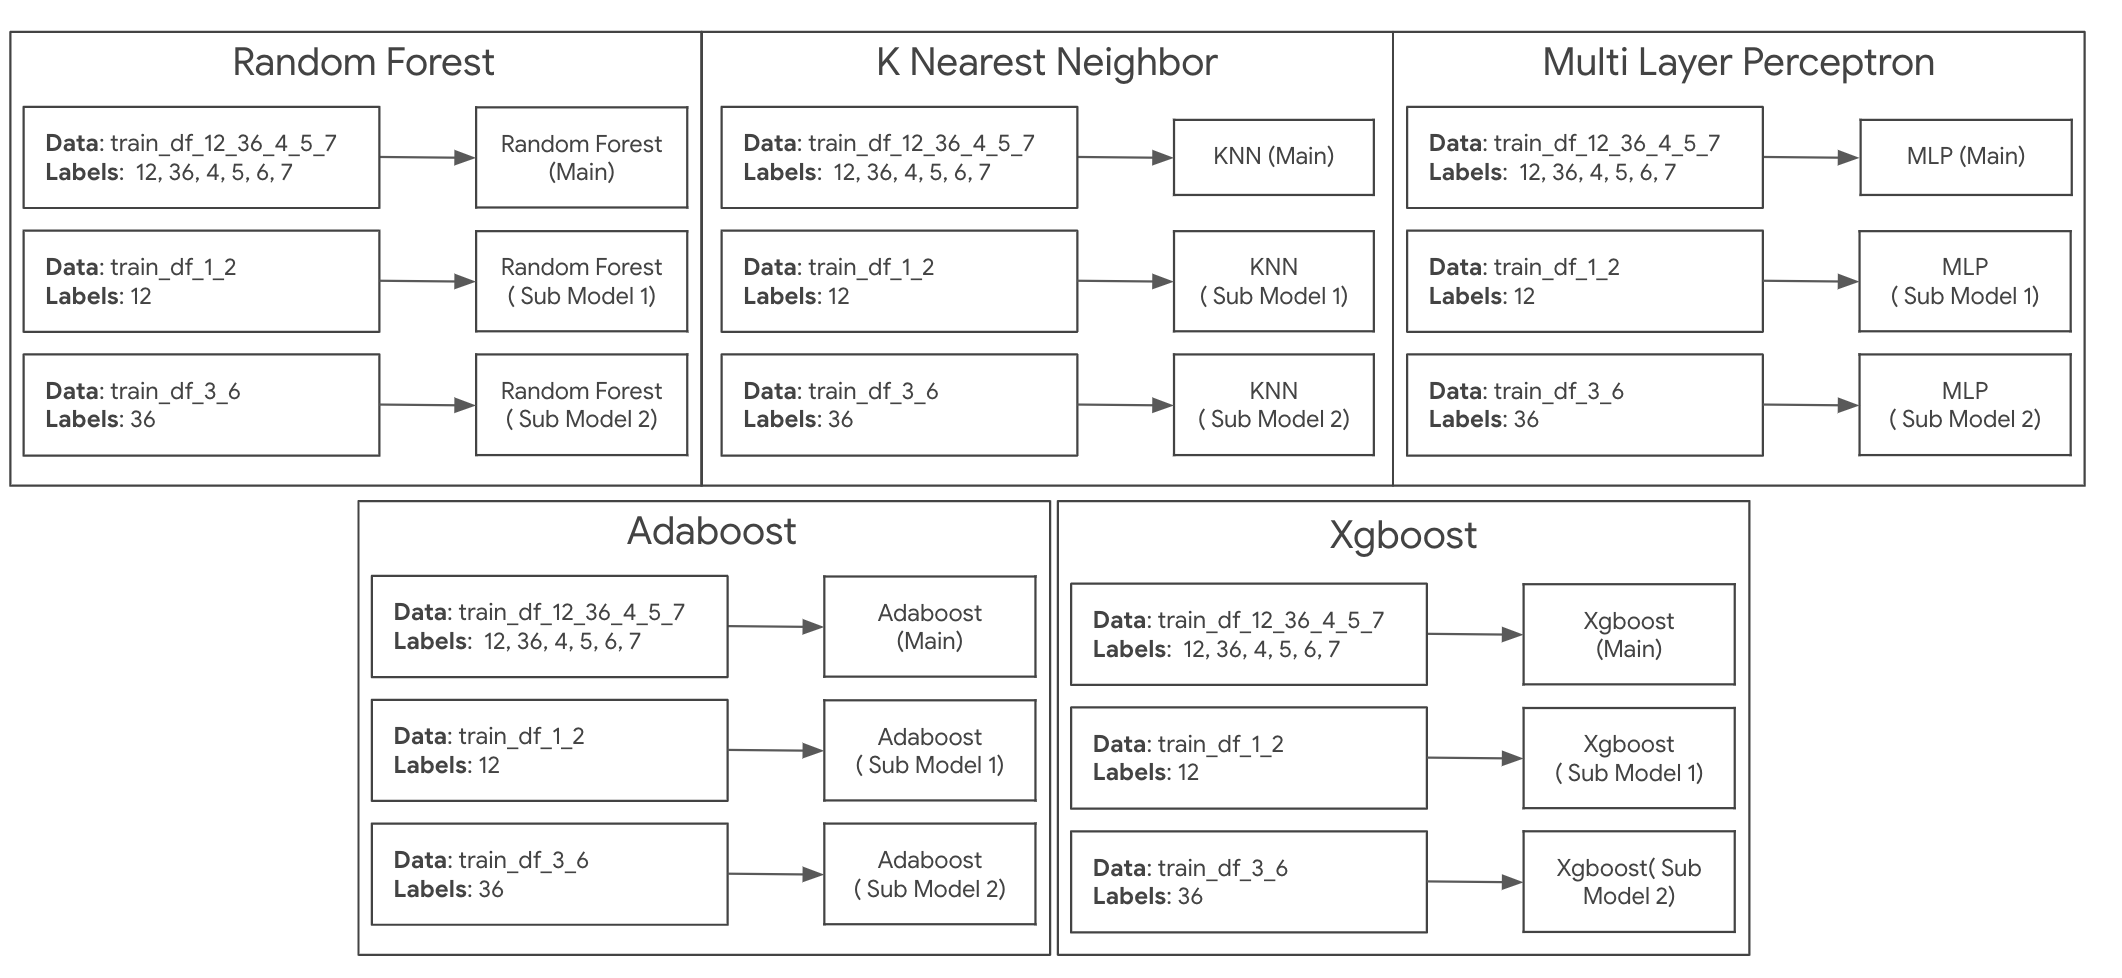 Random Forest
Data: train_df_12_36_4_5_7
Labels: 12, 36, 4, 5, 6, 7
Random Forest
(Main)
Data: train_df_1_2
Labels: 12
Random Forest
( Sub Model 1)
Data: train_df_3_6
Labels: 36
Random Forest
( Sub Model 2)
K Nearest Neighbor
Data: train_df_12_36_4_5_7
Labels: 12, 36, 4, 5, 6, 7
KNN (Main)
Data: train_df_1_2
Labels: 12
KNN
( Sub Model 1)
Data: train_df_3_6
Labels: 36
KNN
( Sub Model 2)
Multi Layer Perceptron
Data: train_df_12_36_4_5_7
Labels: 12, 36, 4, 5, 6, 7
MLP (Main)
Data: train_df_1_2
Labels: 12
MLP
( Sub Model 1)
Data: train_df_3_6
Labels: 36
MLP
( Sub Model 2)
Adaboost
Data: train_df_12_36_4_5_7
Labels: 12, 36, 4, 5, 6, 7
Adaboost
(Main)
Data: train_df_1_2
Labels: 12
Adaboost
( Sub Model 1)
Data: train_df_3_6
Labels: 36
Adaboost
( Sub Model 2)
Xgboost
Data: train_df_12_36_4_5_7
Labels: 12, 36, 4, 5, 6, 7
Xgboost
(Main)
Data: train_df_1_2
Labels: 12
Xgboost
( Sub Model 1)
Data: train_df_3_6
Labels: 36
Xgboost( Sub
Model 2)